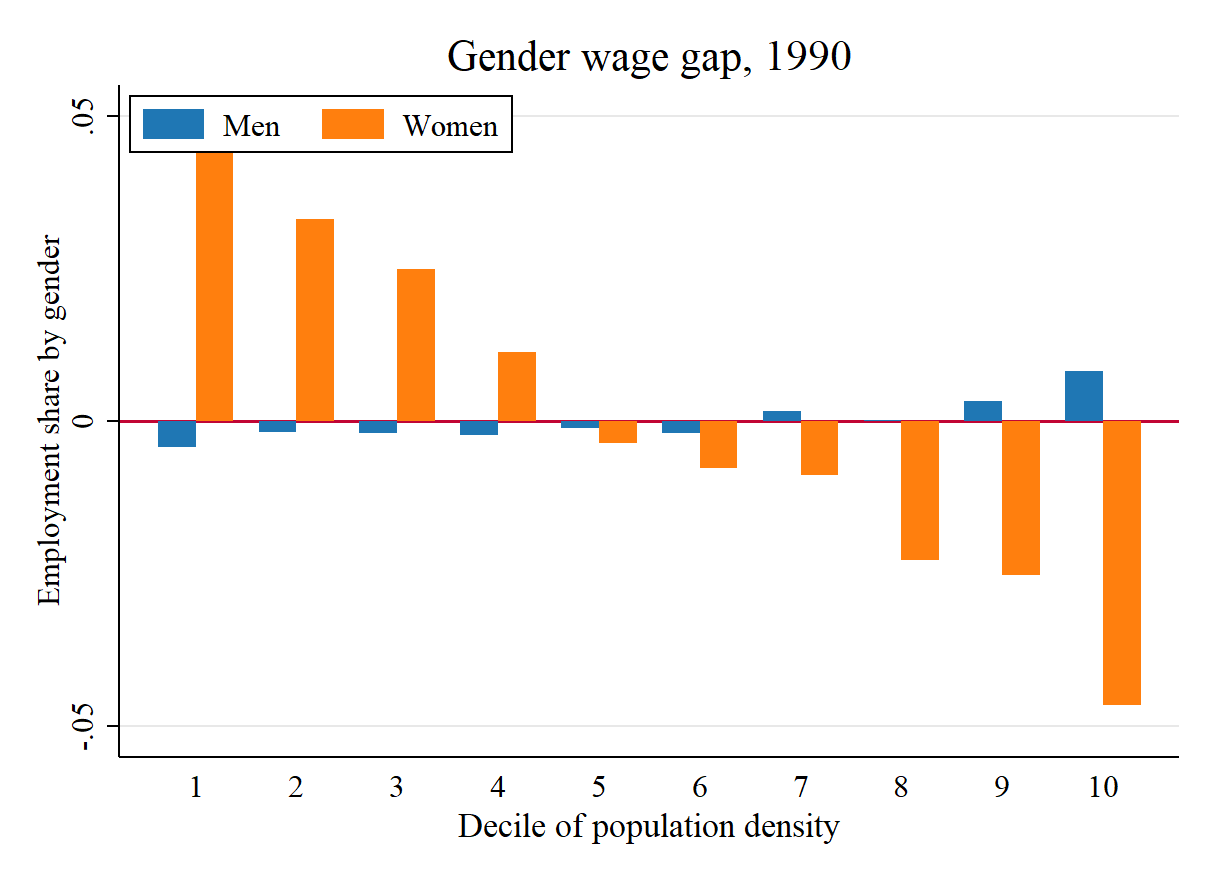 Gender wage gap, 1990
Men Women
Employment share by gender
.05
0
-.05
1 2 3 4 5 6 7 8 9 10
Decile of population density